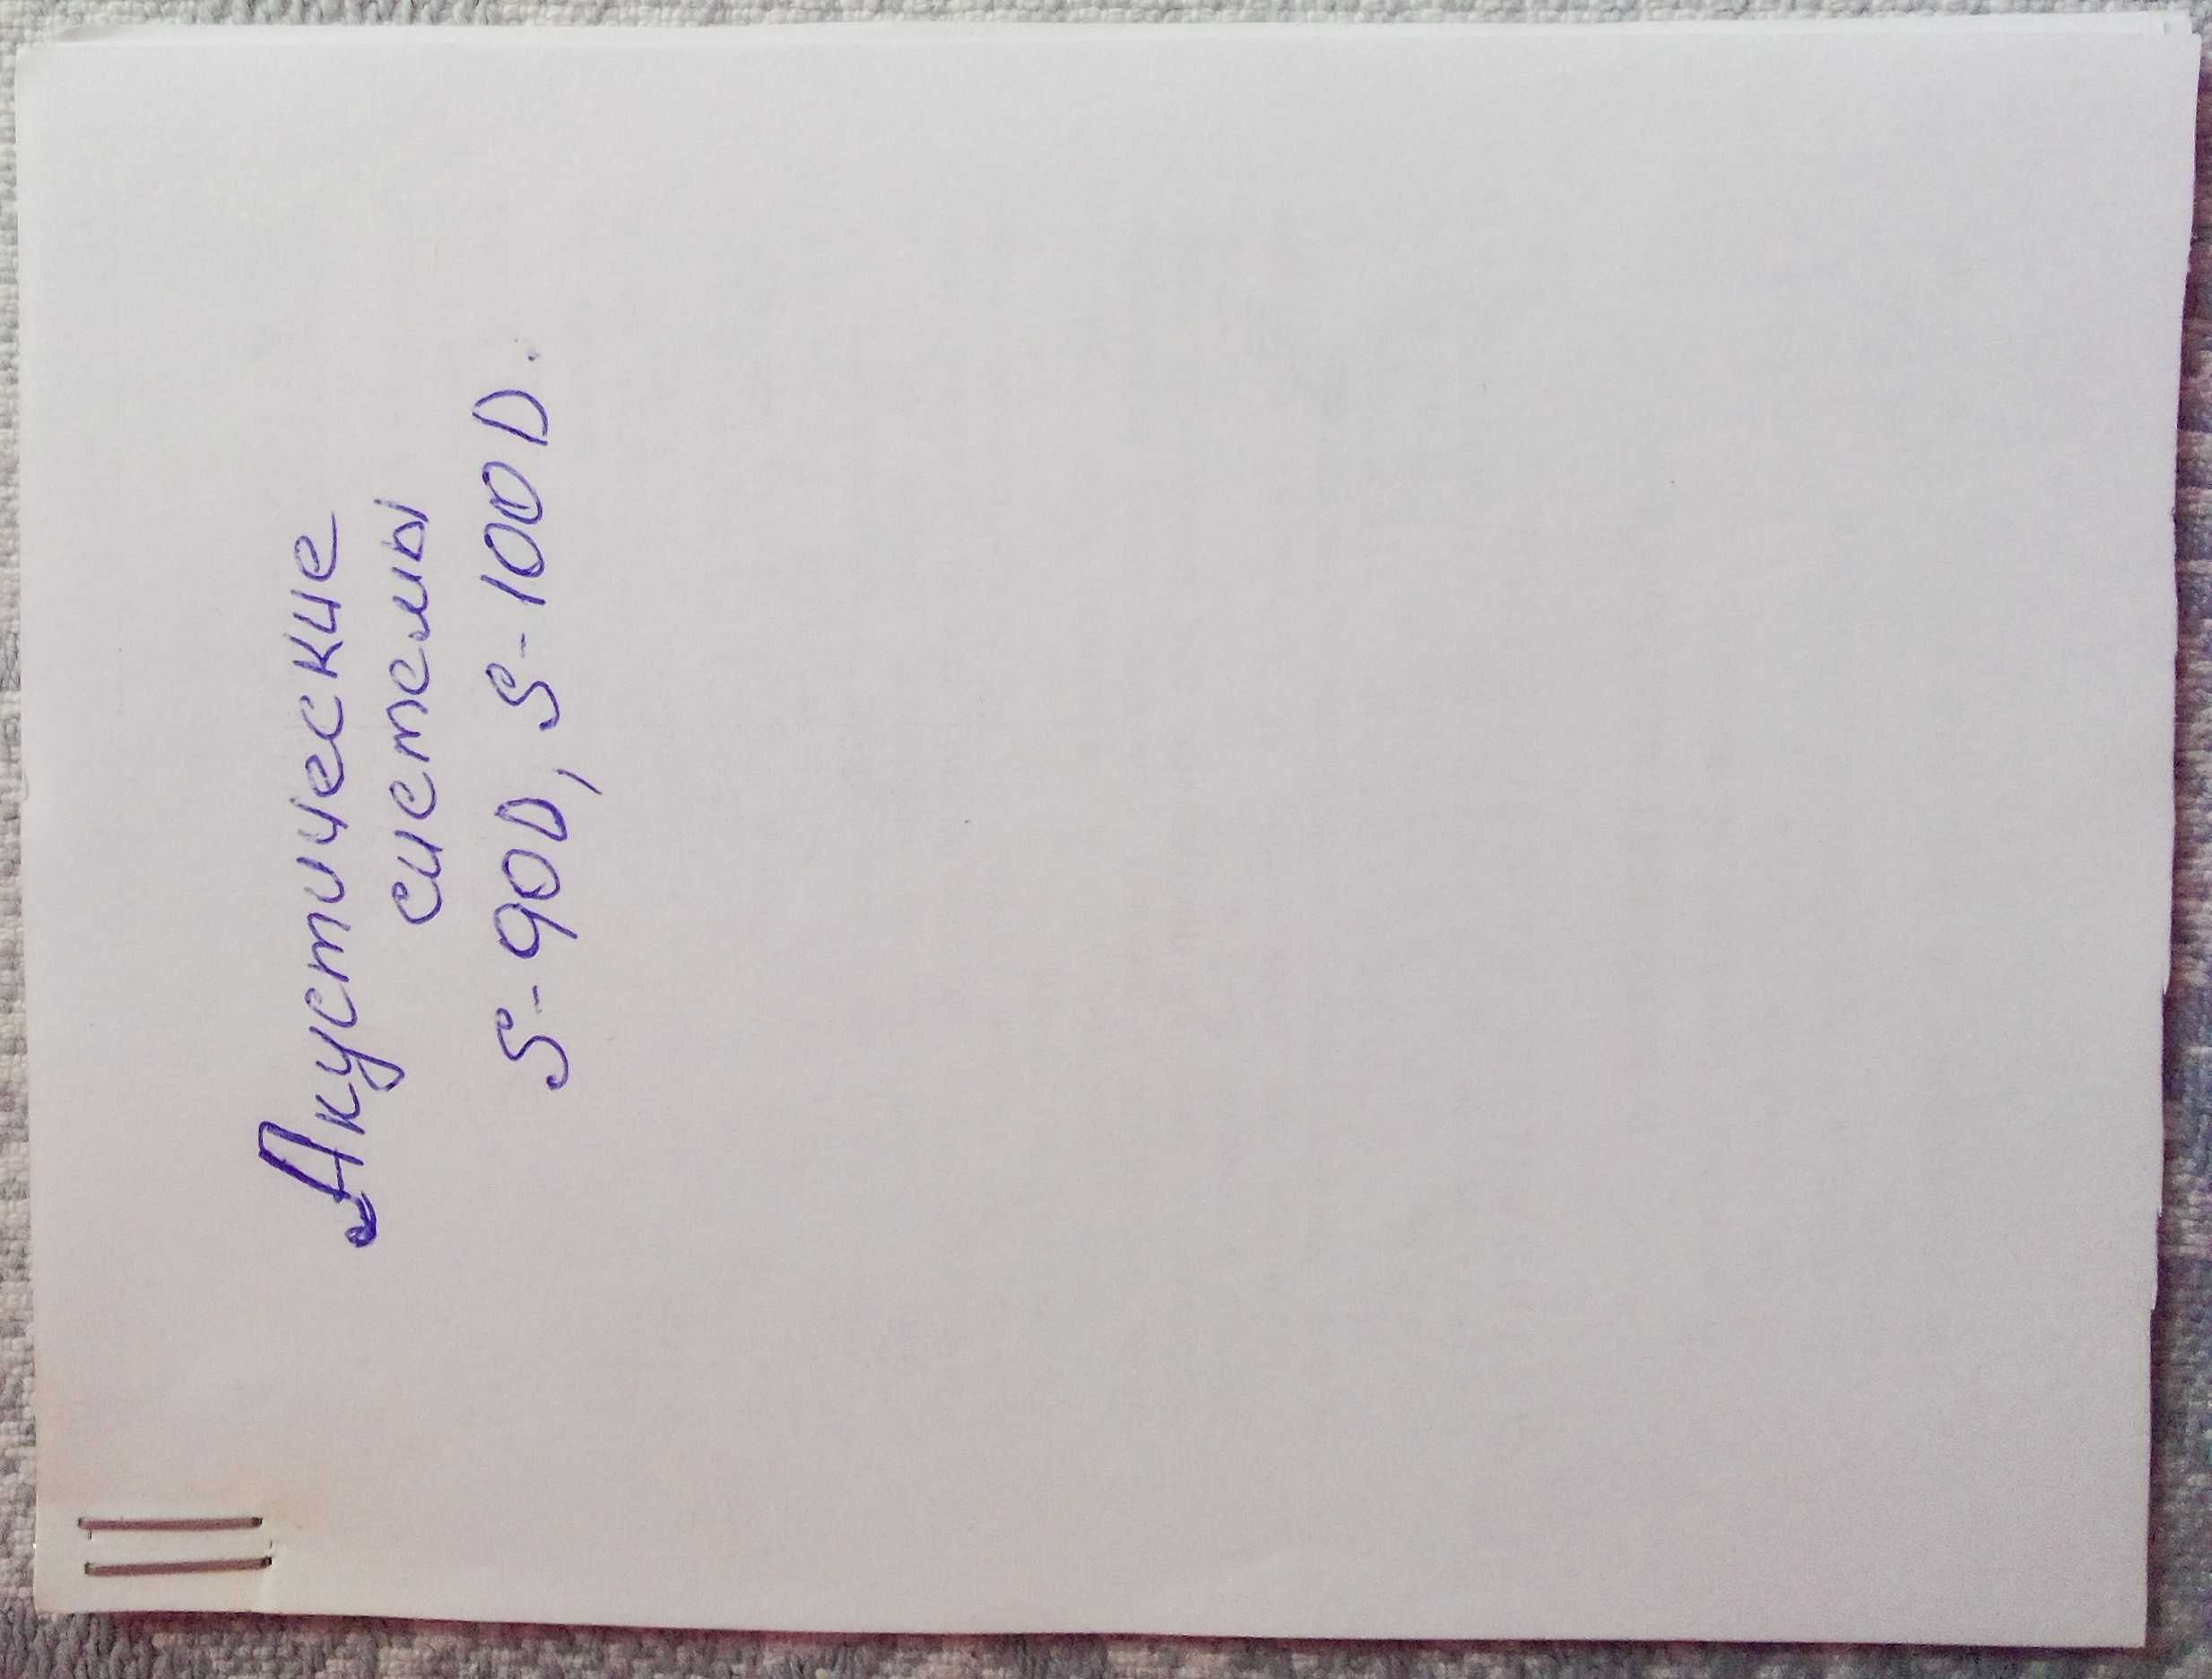 Акустические
системы
S-90D, S-100D.